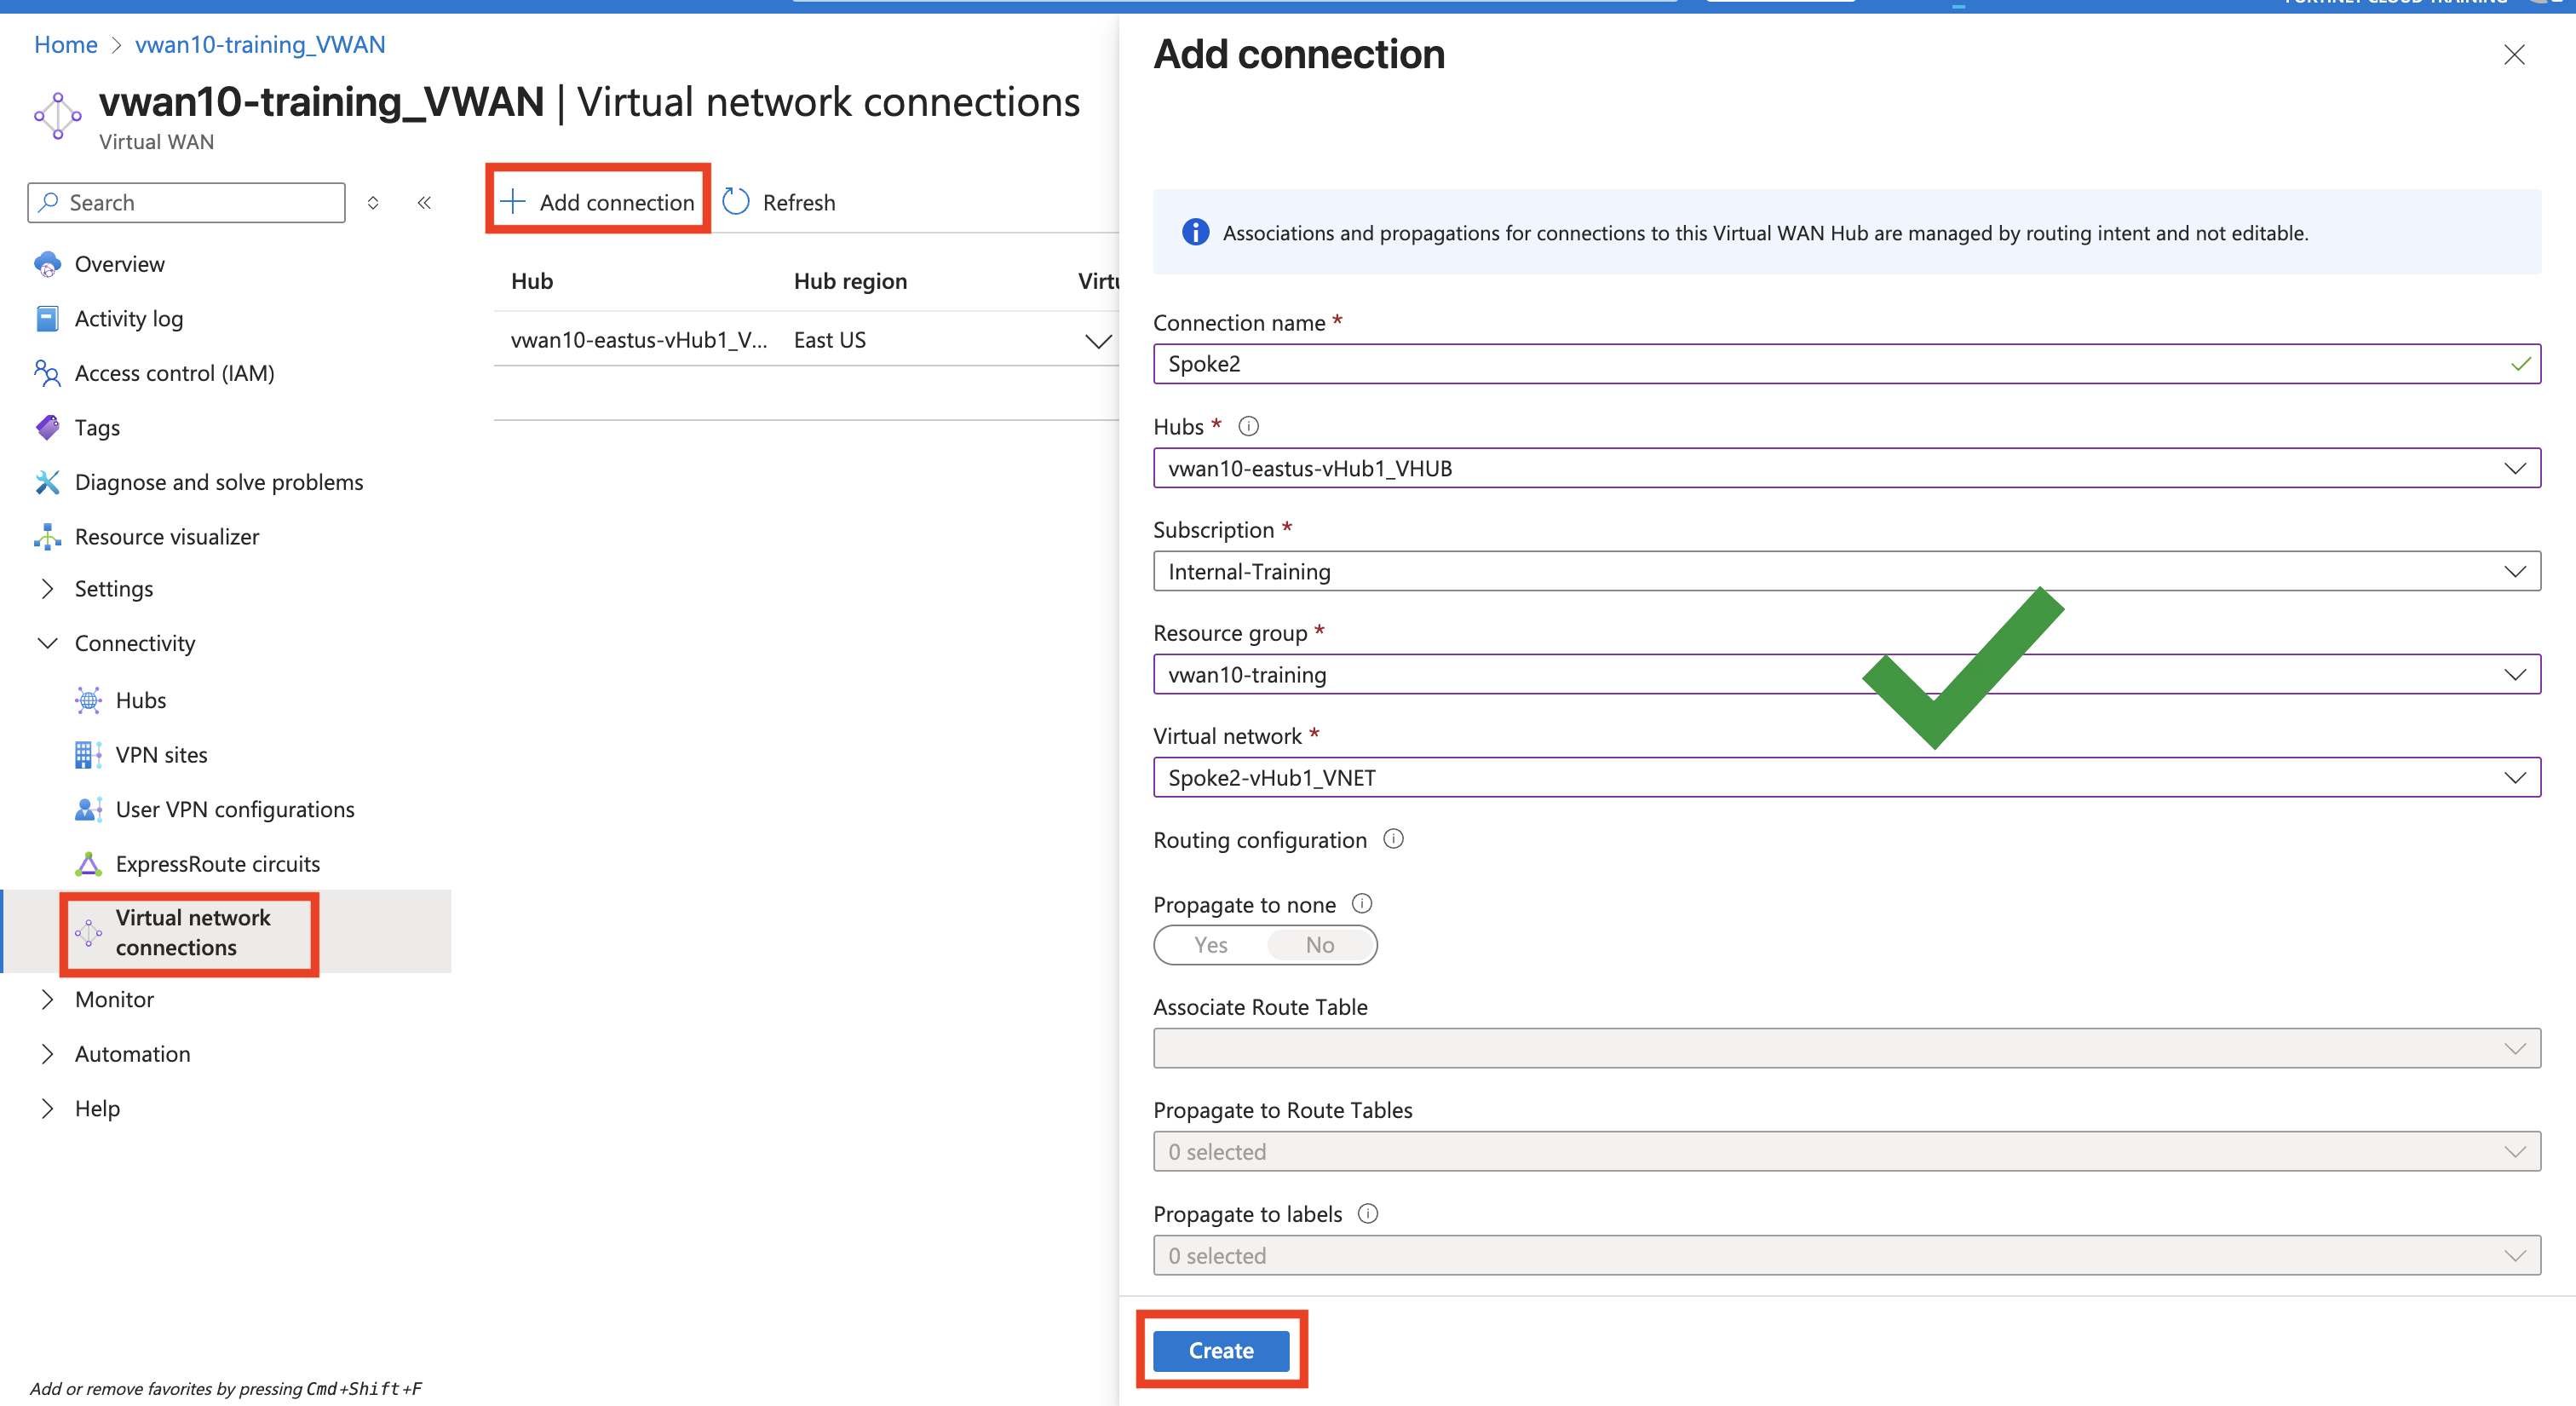 FORTINET CLOUD TRAINING
Home > vwan10-training_VWAN
vwan10-training_VWAN | Virtual network connections
Virtual WAN
Search
Overview
Activity log
Access control (IAM)
Tags
Diagnose and solve problems
Resource visualizer
Settings
Connectivity
Hubs
VPN sites
User VPN configurations
ExpressRoute circuits
Virtual network
connections
Monitor
Automation
Help
Add or remove favorites by pressing Cmd+Shift+F
Add connection
Refresh
Hub Hub region
vwan10-eastus-vHub1_V... East US
Add connection
Associations and propagations for connections to this Virtual WAN Hub are managed by routing intent and not editable.
Connection name *
Spoke2
Hubs *
vwan10-eastus-vHub1_VHUB
Subscription *
Internal-Training
Resource group *
vwan10-training
Virtual network *
Spoke2-vHub1_VNET
Routing configuration
Propagate to none
Yes No
Associate Route Table
Propagate to Route Tables
0 selected
Propagate to labels
0 selected
Create